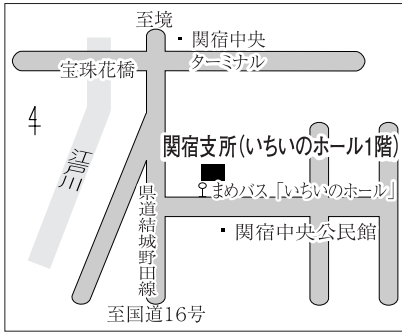 至境
関宿中央
ターミナル
宝珠花橋
4
江戸川
関宿支所(いちいのホール1階)
まめバス「いちいのホール」
県道結城野田線
関宿中央公民館
至国道16号